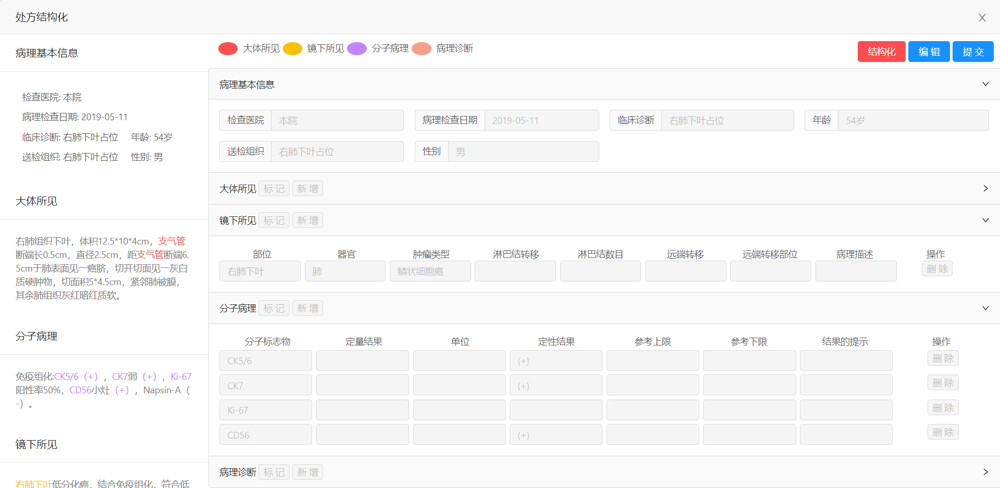 处方结构化
病理基本信息
检查医院: 本院
病理检查日期: 2019-05-11
临床诊断: 右肺下叶占位 年龄: 54岁
送检组织: 右肺下叶占位 性别: 男
大体所见
右肺组织下叶，体积12.5*10*4cm，支气管
断端长0.5cm，直径2.5cm，距支气管断端6.
5cm于肺表面见一癌脐，切开切面见一灰白
质硬肿物，切面积5*4.5cm，紧邻肺被膜，
其余肺组织灰红暗红质软。
分子病理
免疫组化:CK5/6（+），CK7弱（+），Ki-67
阳性率50%，CD56小灶（+），Napsin-A（
-）。
镜下所见
右肺下叶低分化癌，结合免疫组化，符合低
大体所见 镜下所见 分子病理 病理诊断
结构化 编 辑 提 交
病理基本信息
检查医院 本院 病理检查日期 2019-05-11 临床诊断 右肺下叶占位 年龄 54岁
送检组织 右肺下叶占位 性别 男
大体所见 标 记 新 增
镜下所见 标 记 新 增
部位 器官 肿瘤类型 淋巴结转移 淋巴结数目 远端转移 远端转移部位 病理描述 操作
右肺下叶 肺 鳞状细胞癌 删 除
分子病理 标 记 新 增
分子标志物 定量结果 单位 定性结果 参考上限 参考下限 结果的提示 操作
CK5/6 (+) 删 除
CK7 (+) 删 除
Ki-67 删 除
CD56 (+) 删 除
病理诊断 标 记 新 增